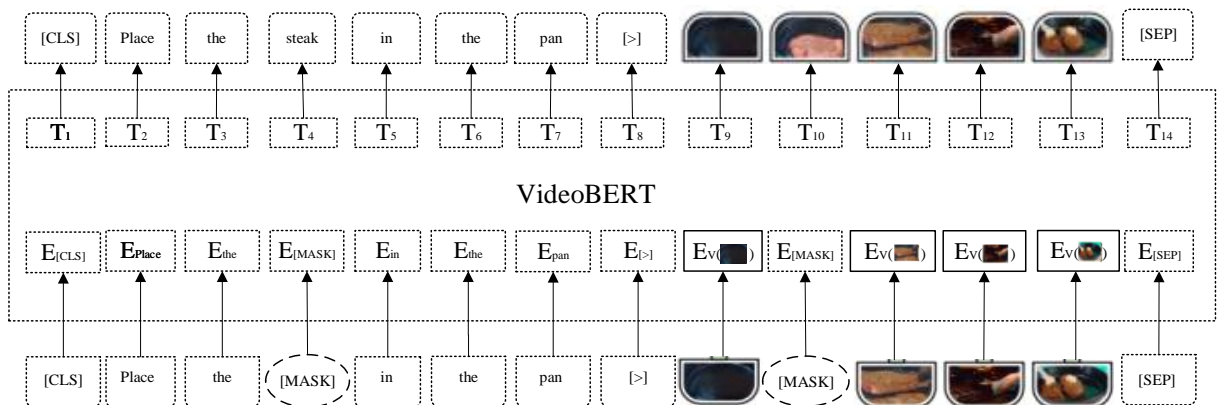 [CLS] Place the steak in the pan [>] [SEP]
T1 T2 T3 T4 T5 T6 T7 T8 T9 T10 T11 T12 T13 T14
VideoBERT
E[CLS] EPlace Ethe E[MASK] Ein Ethe Epan E[>] EV( ) E[MASK] EV( ) EV( ) EV( ) E[SEP]
[CLS] Place the [MASK] in the pan [>] [MASK] [SEP]